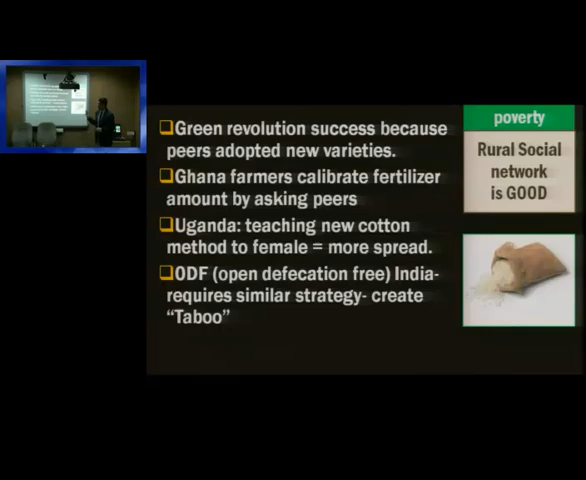 ❑Green revolution success because
peers adopted new varieties.
❑Ghana farmers calibrate fertilizer
amount by asking peers
❑Uganda: teaching new cotton
method to female = more spread.
❑ODF (open defecation free) India-
requires similar strategy- create
“Taboo”
poverty
Rural Social
network
is GOOD